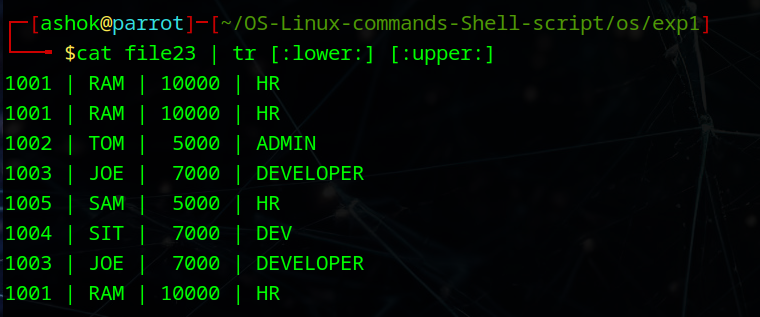 ┌─[ashok@parrot]─[~/OS-Linux-commands-Shell-script/os/exp1]
└──╼ $cat file23 | tr [:lower:] [:upper:]
1001 | RAM | 10000 | HR
1001 | RAM | 10000 | HR
1002 | TOM |  5000 | ADMIN
1003 | JOE |  7000 | DEVELOPER
1005 | SAM |  5000 | HR
1004 | SIT |  7000 | DEV
1003 | JOE |  7000 | DEVELOPER
1001 | RAM | 10000 | HR